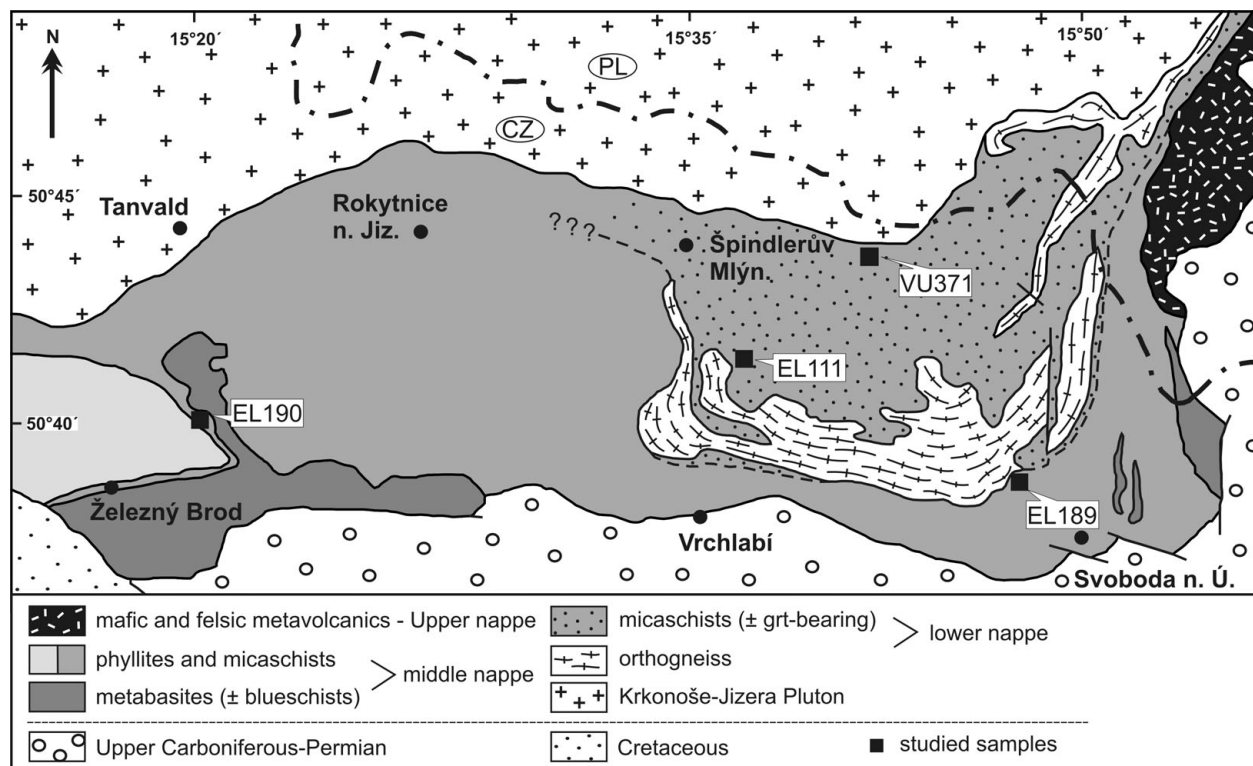 N
15°20´
15°35´
15°50´
PL
CZ
50°45´
Tanvald
Rokytnice
n. Jiz.
???
Špindlerův
Mlýn.
VU371
EL111
EL190
50°40´
Železný Brod
EL189
Vrchlabí
Svoboda n. Ú.
mafic and felsic metavolcanics - Upper nappe
phyllites and micaschists
middle nappe
metabasites (± blueschists)
micaschists (± grt-bearing)
lower nappe
orthogneiss
Krkonoše-Jizera Pluton
Upper Carboniferous-Permian
Cretaceous
studied samples